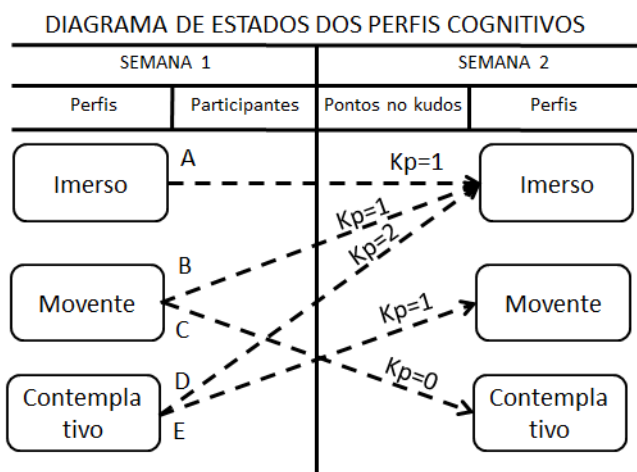 DIAGRAMA DE ESTADOS DOS PERFIS COGNITIVOS
SEMANA 1
SEMANA 2
Perfis
Participantes
Pontos no kudos
Perfis
A
Kp=1
Imerso
Imerso
Kp=1
Kp=2
B
Movente
Kp=1
Movente
C
D
Kp=0
Contempla
tivo
E
Contempla
tivo